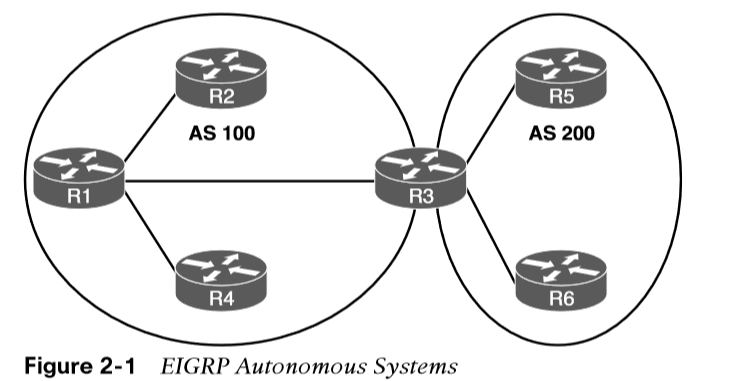 R2
R5
AS 100
AS 200
R1
R3
R4
R6
Figure 2-1 EIGRP Autonomous Systems